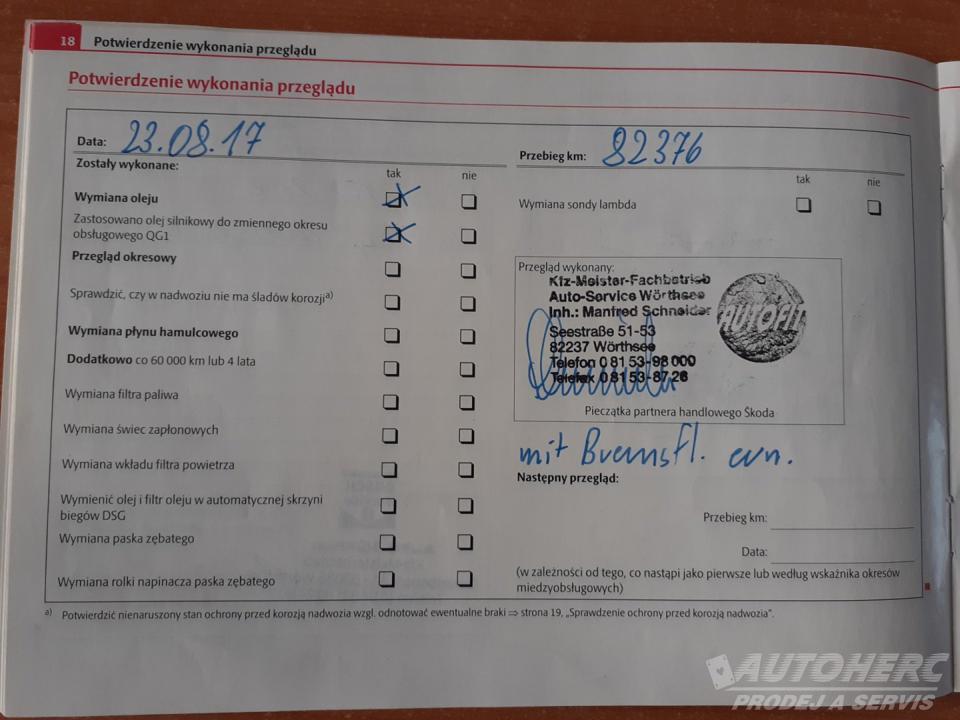 18 Potwierdzenie wykonania przeglądu
Potwierdzenie wykonania przeglądu
Data: 23.08.17
Przebieg km: 82376
Zostały wykonane:
tak nie
tak nie
Wymiana oleju
Wymiana sondy lambda
Zastosowano olej silnikowy do zmiennego okresu
obsługowego QG1
Przegląd okresowy
Sprawdzić, czy w nadwoziu nie ma śladów korozji a)
Wymiana płynu hamulcowego
Dodatkowo co 60 000 km lub 4 lata
Wymiana filtra paliwa
Wymiana świec zapłonowych
Wymiana wkładu filtra powietrza
Wymienić olej i filtr oleju w automatycznej skrzyni
biegów DSG
Wymiana paska zębatego
Wymiana rolki napinacza paska zębatego
Przegląd wykonany:
Kfz-Meister-Fachbetrieb
Auto-Service Wörthsee
Inh.: Manfred Schneider
Seestraße 51-53
82237 Wörthsee
Telefon 0 81 53-98 000
Telefax 0 81 53-87 28
AUTOFIT
Pieczątka partnera handlowego Škoda
mit Bremsfl. ern.
Następny przegląd:
Przebieg km:
Data:
(w zależności od tego, co nastąpi jako pierwsze lub według wskaźnika okresów
międzyobsługowych)
a) Potwierdzić nienaruszony stan ochrony przed korozją nadwozia wzgl. odnotować ewentualne braki ⇒ strona 19, „Sprawdzenie ochrony przed korozją nadwozia".
AUTOHERC
PRODEJ A SERVIS